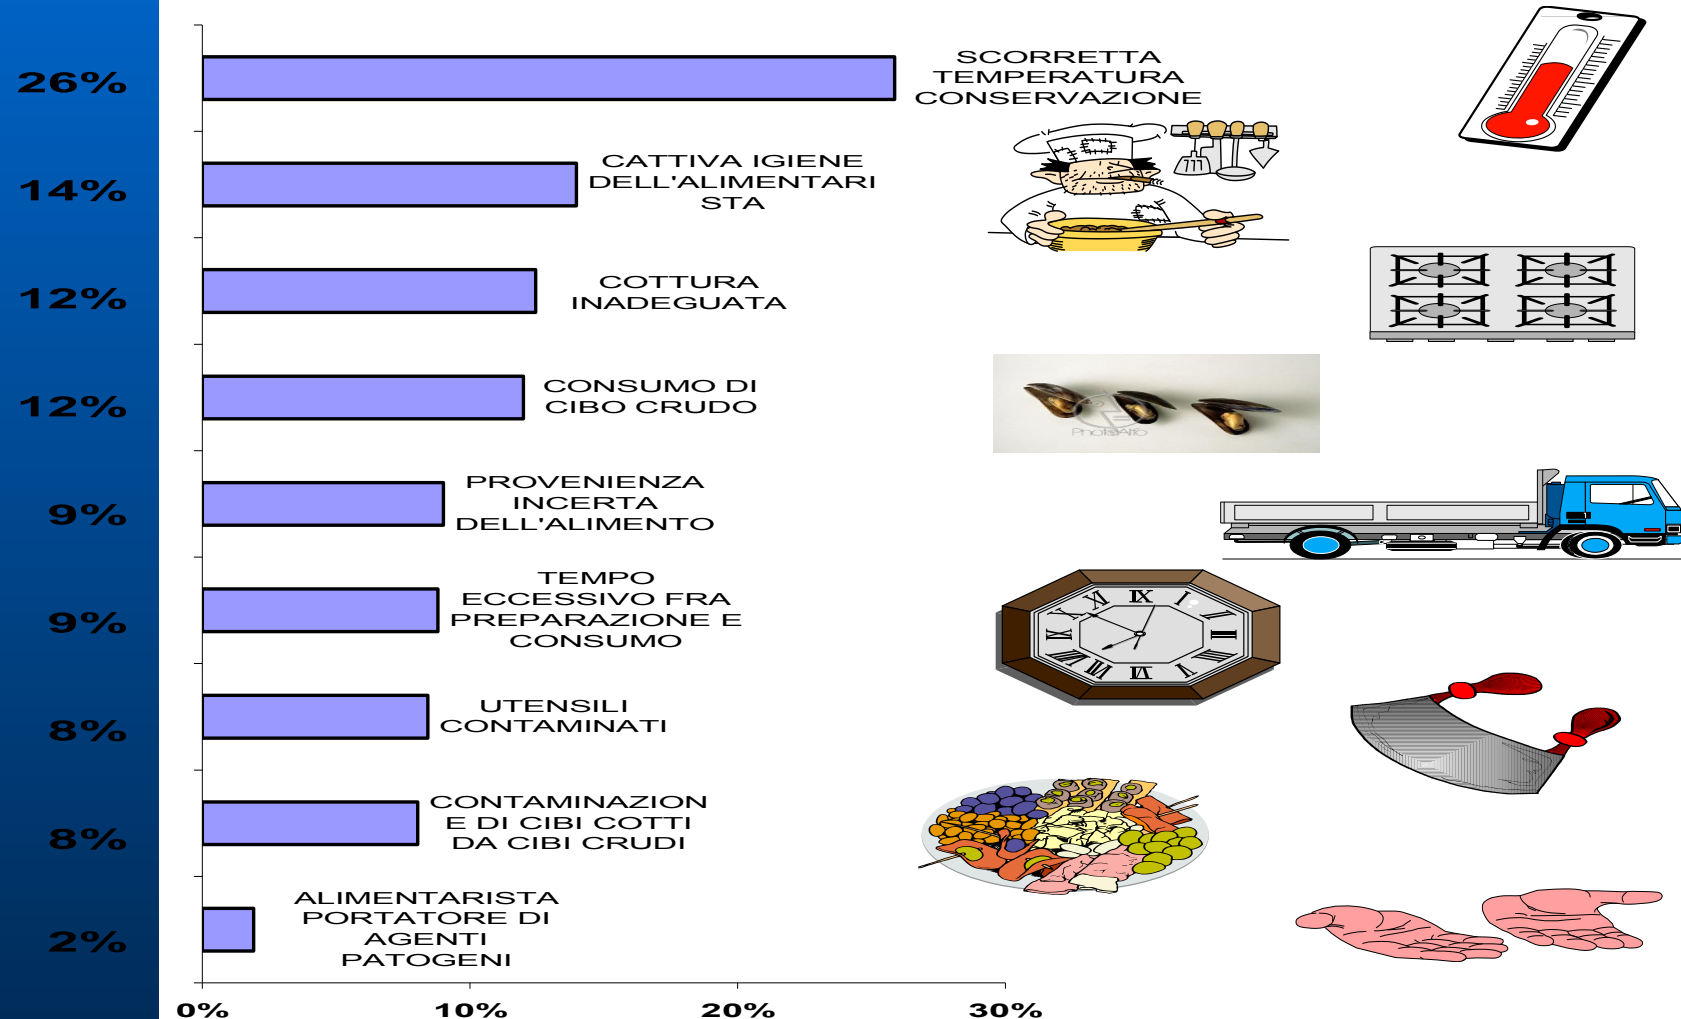 26%
SCORRETTA
TEMPERATURA
CONSERVAZIONE
14%
CATTIVA IGIENE
DELL'ALIMENTARI
STA
12%
COTTURA
INADEGUATA
12%
CONSUMO DI
CIBO CRUDO
PhotoAlto
9%
PROVENIENZA
INCERTA
DELL'ALIMENTO
9%
TEMPO
ECCESSIVO FRA
PREPARAZIONE E
CONSUMO
8%
UTENSILI
CONTAMINATI
8%
CONTAMINAZION
E DI CIBI COTTI
DA CIBI CRUDI
2%
ALIMENTARISTA
PORTATORE DI
AGENTI
PATOGENI
0% 10% 20% 30%